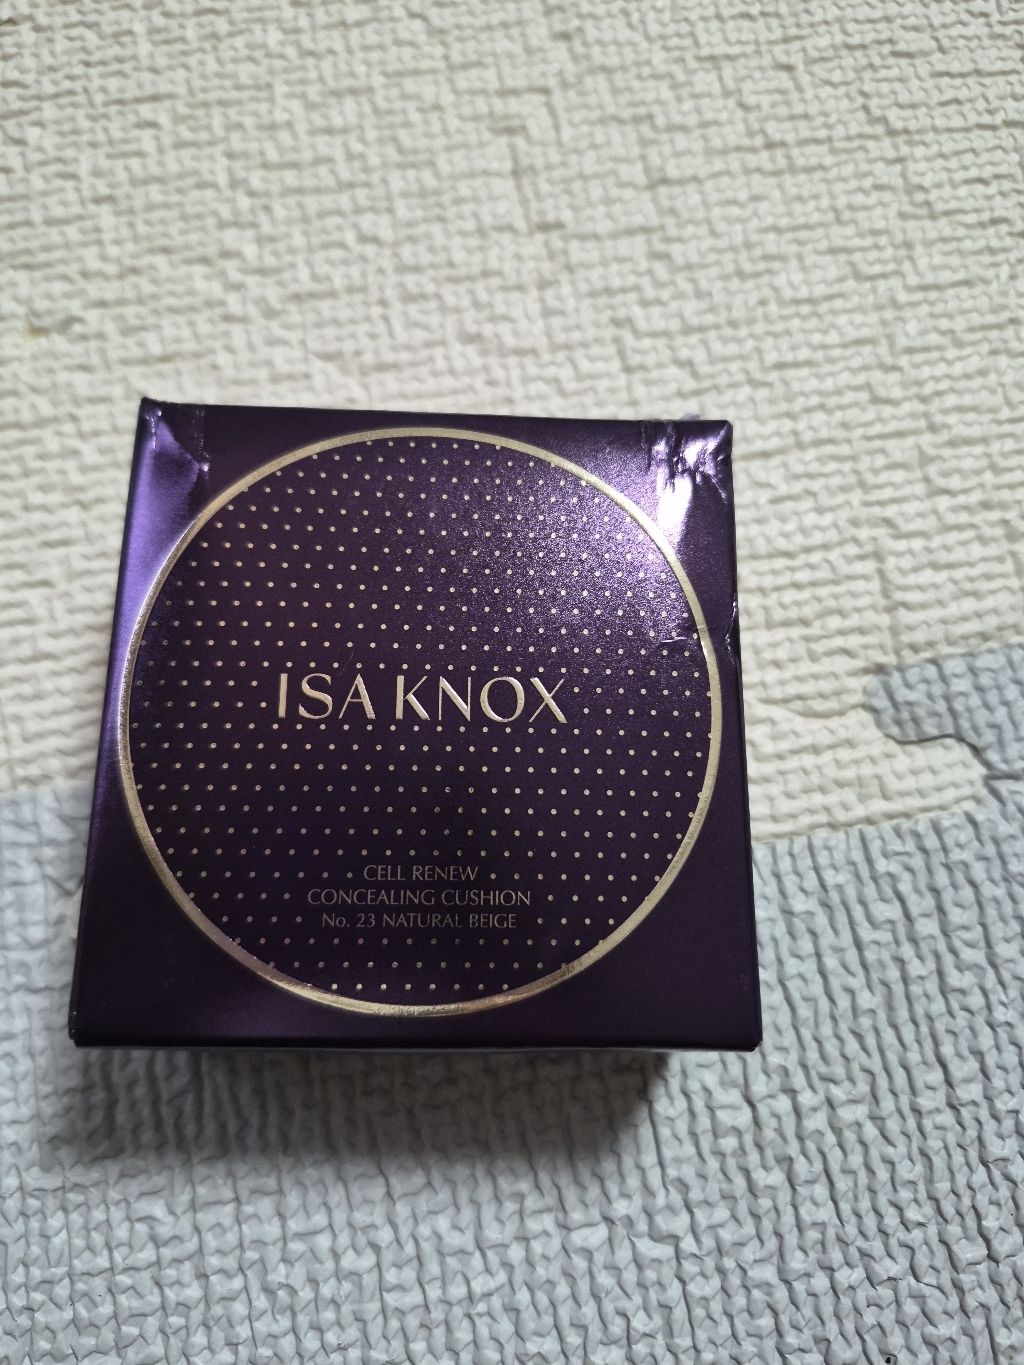 ISA KNOX
CELL RENEW
CONCEALING CUSHION
No. 23 NATURAL BEIGE